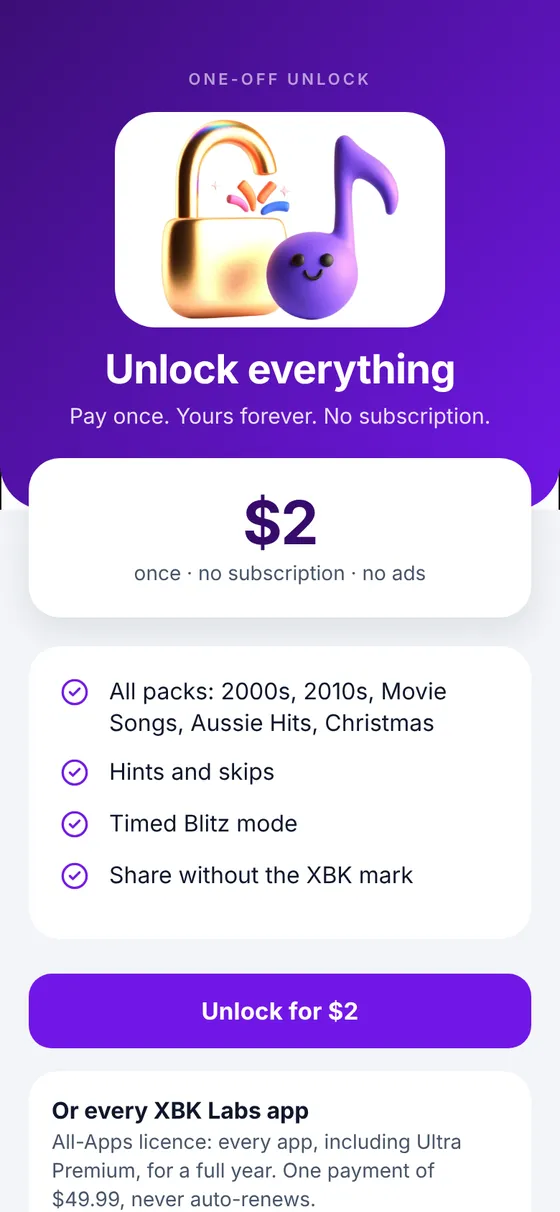 ONE-OFF UNLOCK
Unlock everything
Pay once. Yours forever. No subscription.
$2
once · no subscription · no ads
All packs: 2000s, 2010s, Movie
Songs, Aussie Hits, Christmas
Hints and skips
Timed Blitz mode
Share without the XBK mark
Unlock for $2
Or every XBK Labs app
All-Apps licence: every app, including Ultra
Premium, for a full year. One payment of
$49.99, never auto-renews.